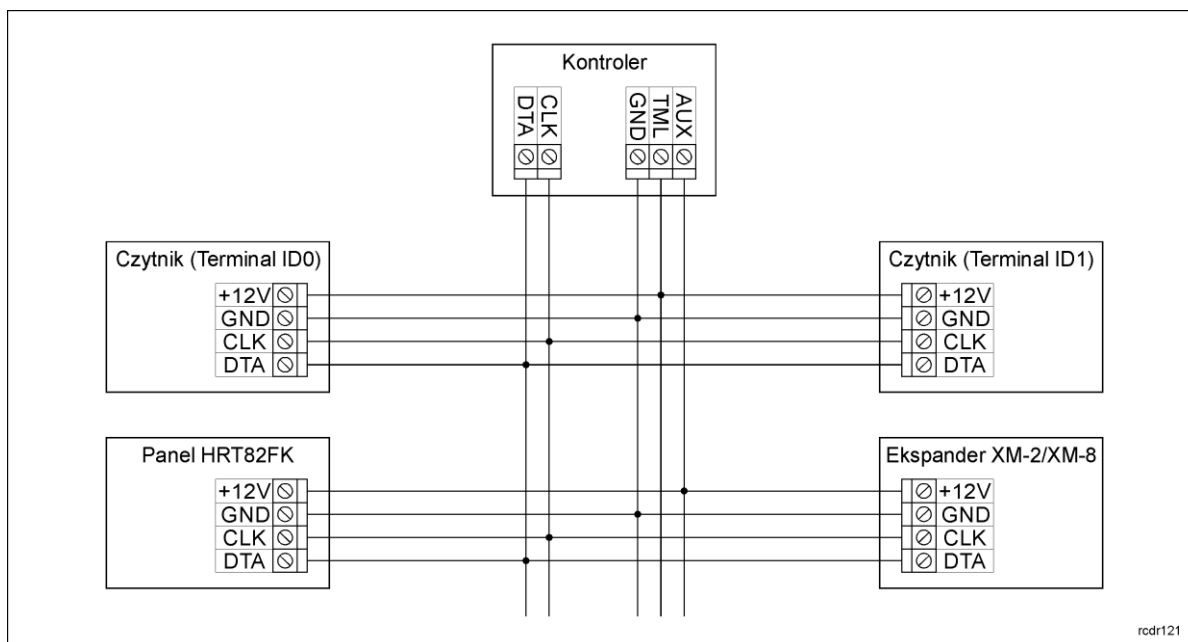 Kontroler
DTA
CLK
GND
TML
AUX
Czytnik (Terminal ID0)
+12V
GND
CLK
DTA
Czytnik (Terminal ID1)
+12V
GND
CLK
DTA
Panel HRT82FK
+12V
GND
CLK
DTA
Ekspander XM-2/XM-8
+12V
GND
CLK
DTA
rcdr121